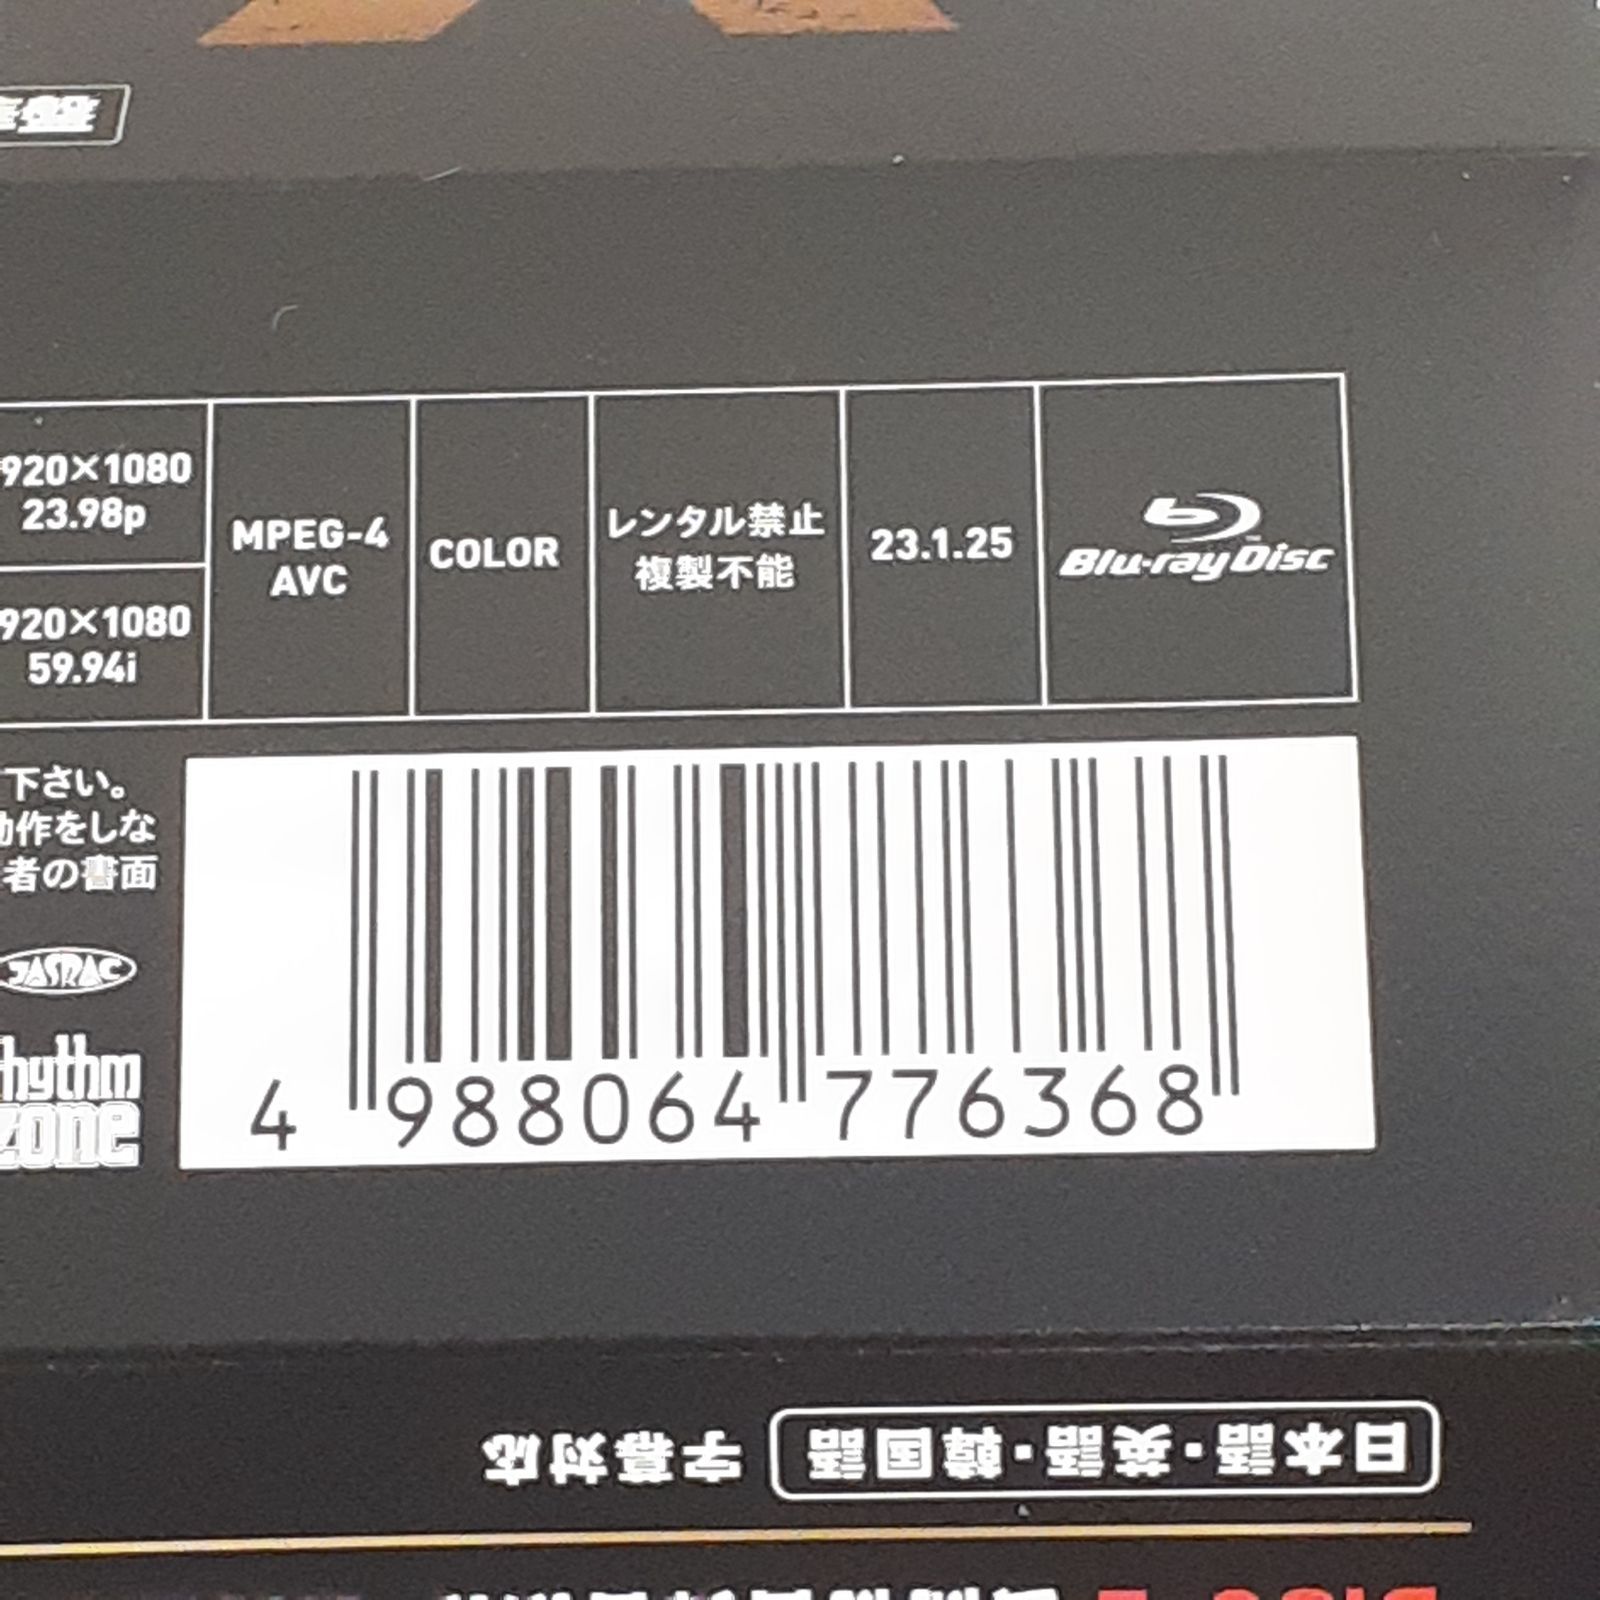 920×1080
23.98p
920×1080
59.94i
MPEG-4
AVC
COLOR
レンタル禁止
複製不能
23.1.25
Blu-ray Disc™
下さい。
動作をしな
者の書面
JASRAC
rhythm
zone
4 988064 776368
日本語・英語・韓国語 字幕対応